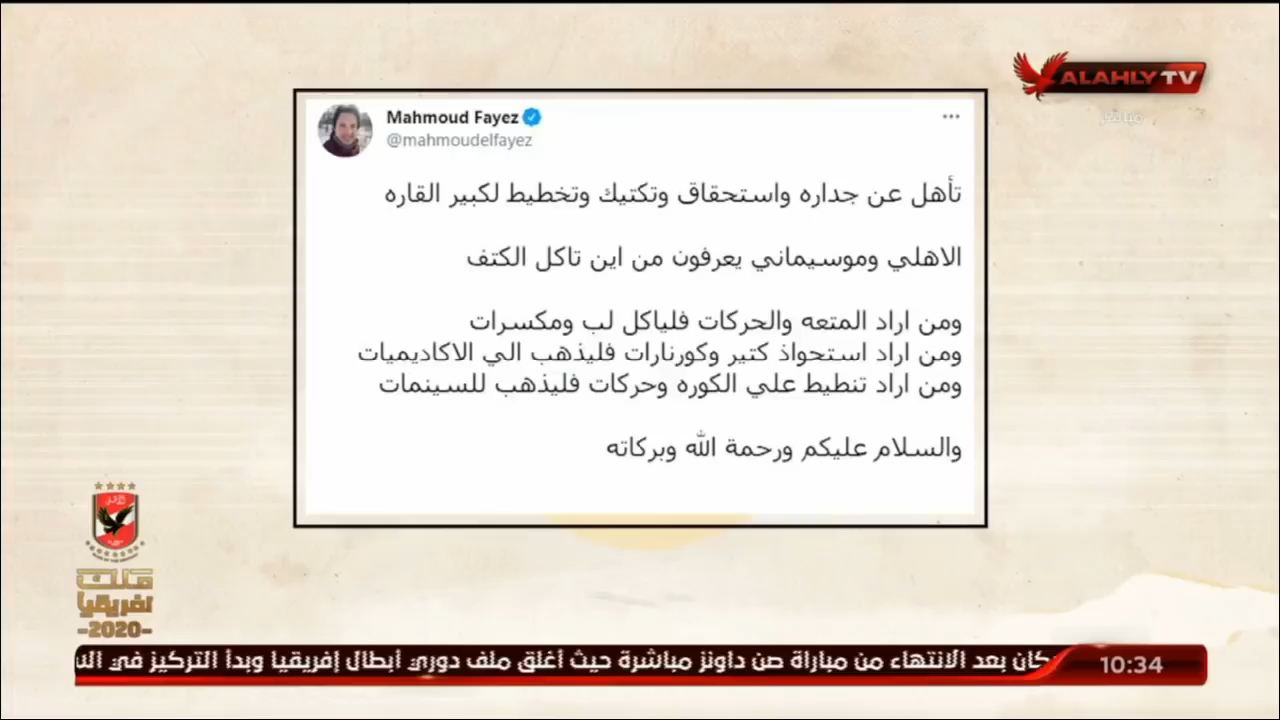 ALAHLY TV
مباشر
Mahmoud Fayez
@mahmoudelfayez
تأهل عن جداره واستحقاق وتكتيك وتخطيط لكبير القاره
الاهلي وموسيماني يعرفون من اين تاكل الكتف
ومن اراد المتعه والحركات فلياكل لب ومكسرات
ومن اراد استحواذ كتير وكورنارات فليذهب الي الاكاديميات
ومن اراد تنطيط علي الكوره وحركات فليذهب للسينمات
والسلام عليكم ورحمة الله وبركاته
ملك
إفريقيا
-2020-
كان بعد الانتهاء من مباراة صن داونز مباشرة حيث أغلق ملف دوري أبطال إفريقيا وبدأ التركيز في
10:34